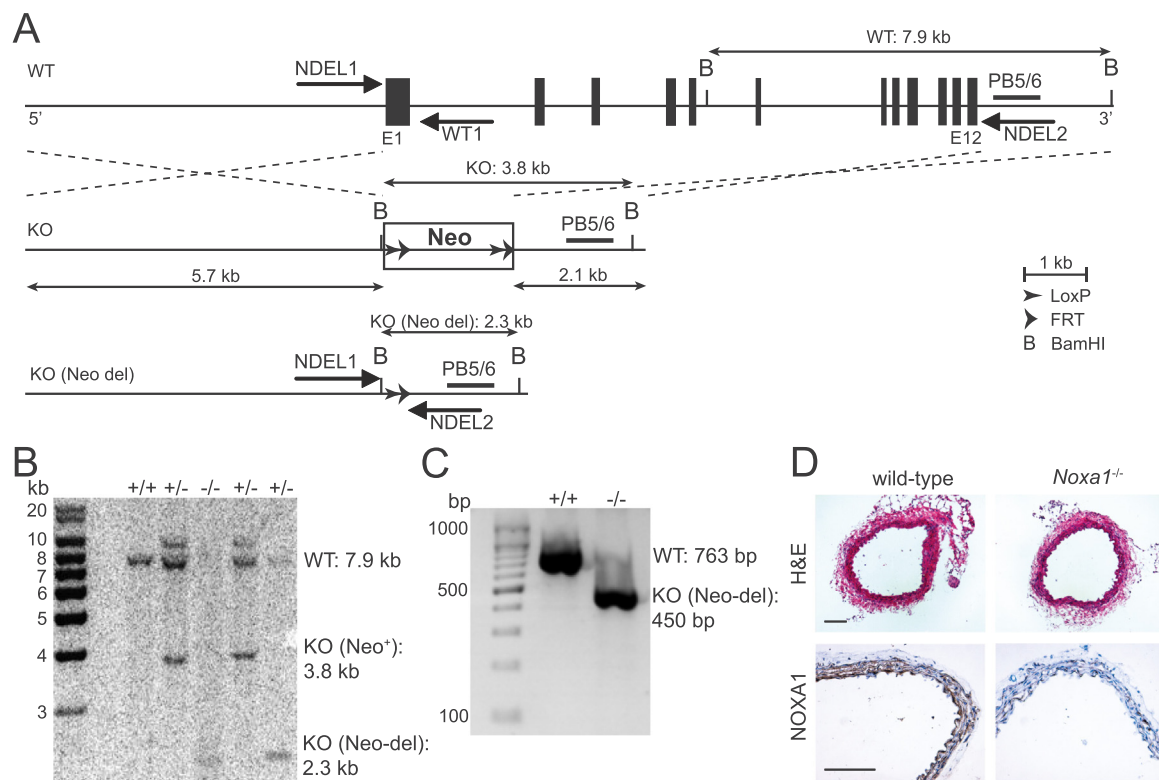 A
WT: 7.9 kb
WT
NDEL1
B
B
PB5/6
5'
E1
WT1
E12
NDEL2
3'
KO: 3.8 kb
B
B
KO
Neo
PB5/6
5.7 kb
2.1 kb
1 kb
LoxP
FRT
B BamHI
KO (Neo del): 2.3 kb
NDEL1
B
B
PB5/6
KO (Neo del)
NDEL2
B
kb
+/+ +/- -/- +/- +/-
20
10
8
7
6
5
4
3
WT: 7.9 kb
KO (Neo+):
3.8 kb
KO (Neo-del):
2.3 kb
C
bp
+/+ -/-
1000
500
100
WT: 763 bp
KO (Neo-del):
450 bp
D
wild-type Noxa1-/-
H&E
NOXA1